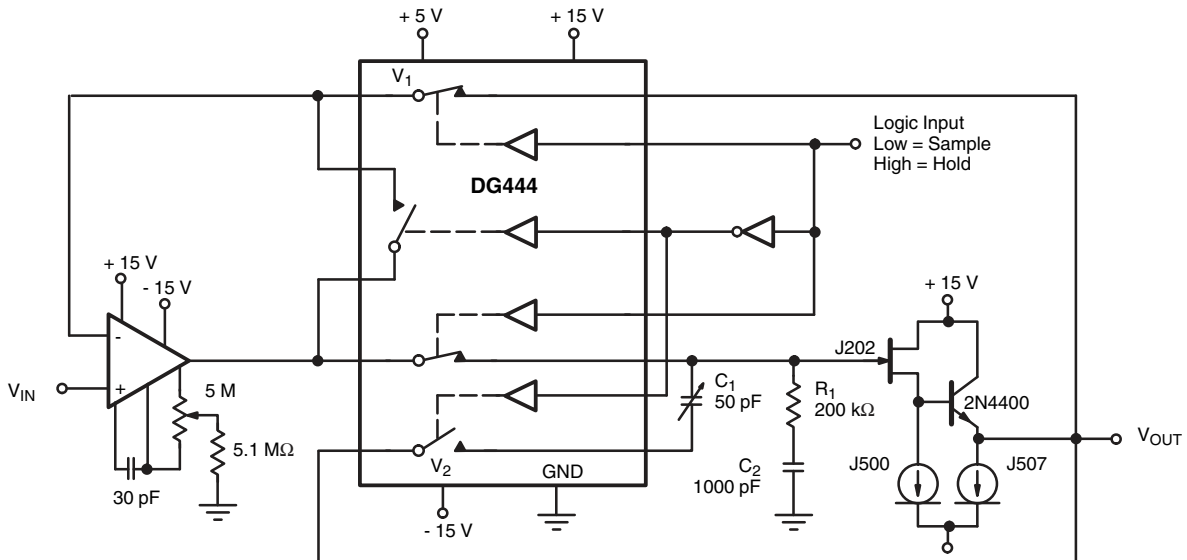 + 5 V
+ 15 V
V1
Logic Input
Low = Sample
High = Hold
DG444
+ 15 V
- 15 V
+ 15 V
-
+
VIN
J202
5 M
C1
50 pF
R1
200 kΩ
2N4400
5.1 MΩ
VOUT
V2
GND
C2
1000 pF
J500
J507
30 pF
- 15 V